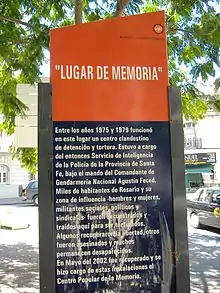 "LUGAR DE MEMORIA"
Entre los años 1975 y 1979 funcionó
en este lugar un centro clandestino
de detención y tortura. Estuvo a cargo
del entonces Servicio de Inteligencia
de la Policía de la Provincia de Santa
Fe, bajo el mando del Comandante de
Gendarmería Nacional Agustín Feced.
Miles de habitantes de Rosario y su
zona de influencia -hombres y mujeres,
militantes sociales, políticos y
sindicales- fueron secuestrados y
traídos aquí para ser torturados.
Algunos recobraron la libertad, otros
fueron asesinados y muchos
permanecen desaparecidos.
En Mayo del 2002 fue recuperado y se
hizo cargo de estas instalaciones el
Centro Popular de la Memoria.